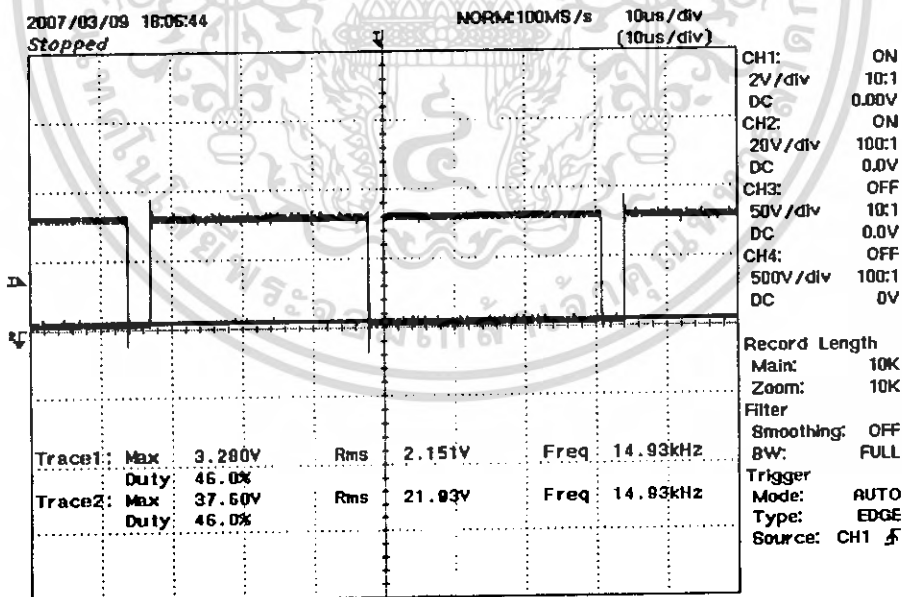 2007/03/09 18:06:44
Stopped
NORM:100MS/s 10us/div
(10us/div)
CH1: ON
2V/div 10:1
DC 0.00V
CH2: ON
20V/div 100:1
DC 0.0V
CH3: OFF
50V/div 10:1
DC 0.0V
CH4: OFF
500V/div 100:1
DC 0V
Record Length
Main: 10K
Zoom: 10K
Filter
Smoothing: OFF
BW: FULL
Trigger
Mode: AUTO
Type: EDGE
Source: CH1
Trace1: Max 3.280V Rms 2.151V Freq 14.93kHz
Duty 46.0%
Trace2: Max 37.60V Rms 21.93V Freq 14.93kHz
Duty 46.0%